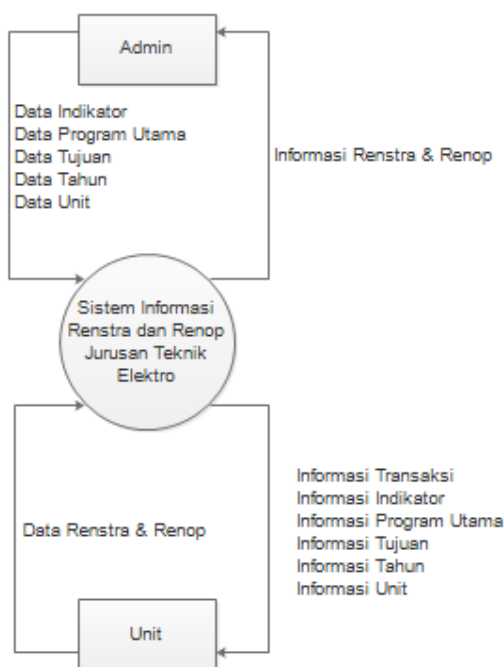 Admin
Data Indikator
Data Program Utama
Data Tujuan
Data Tahun
Data Unit
Informasi Renstra & Renop
Sistem Informasi
Renstra dan Renop
Jurusan Teknik
Elektro
Data Renstra & Renop
Informasi Transaksi
Informasi Indikator
Informasi Program Utama
Informasi Tujuan
Informasi Tahun
Informasi Unit
Unit